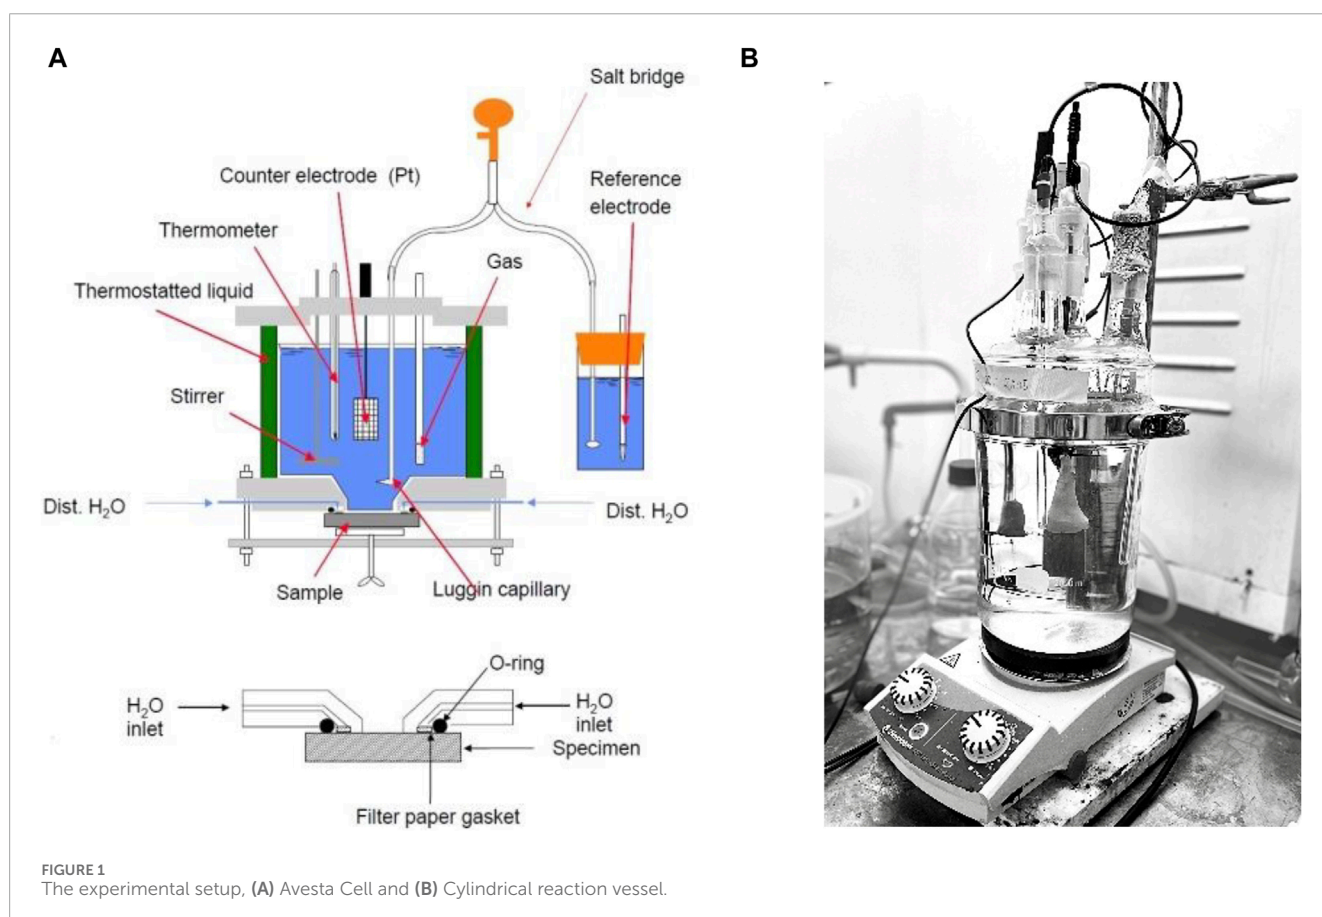 A
B
Salt bridge
Counter electrode (Pt)
Reference
electrode
Thermometer
Gas
Thermostatted liquid
Stirrer
Dist. H2O
Dist. H2O
Sample
Luggin capillary
O-ring
H2O
inlet
H2O
inlet
Specimen
Filter paper gasket
FIGURE 1
The experimental setup, (A) Avesta Cell and (B) Cylindrical reaction vessel.